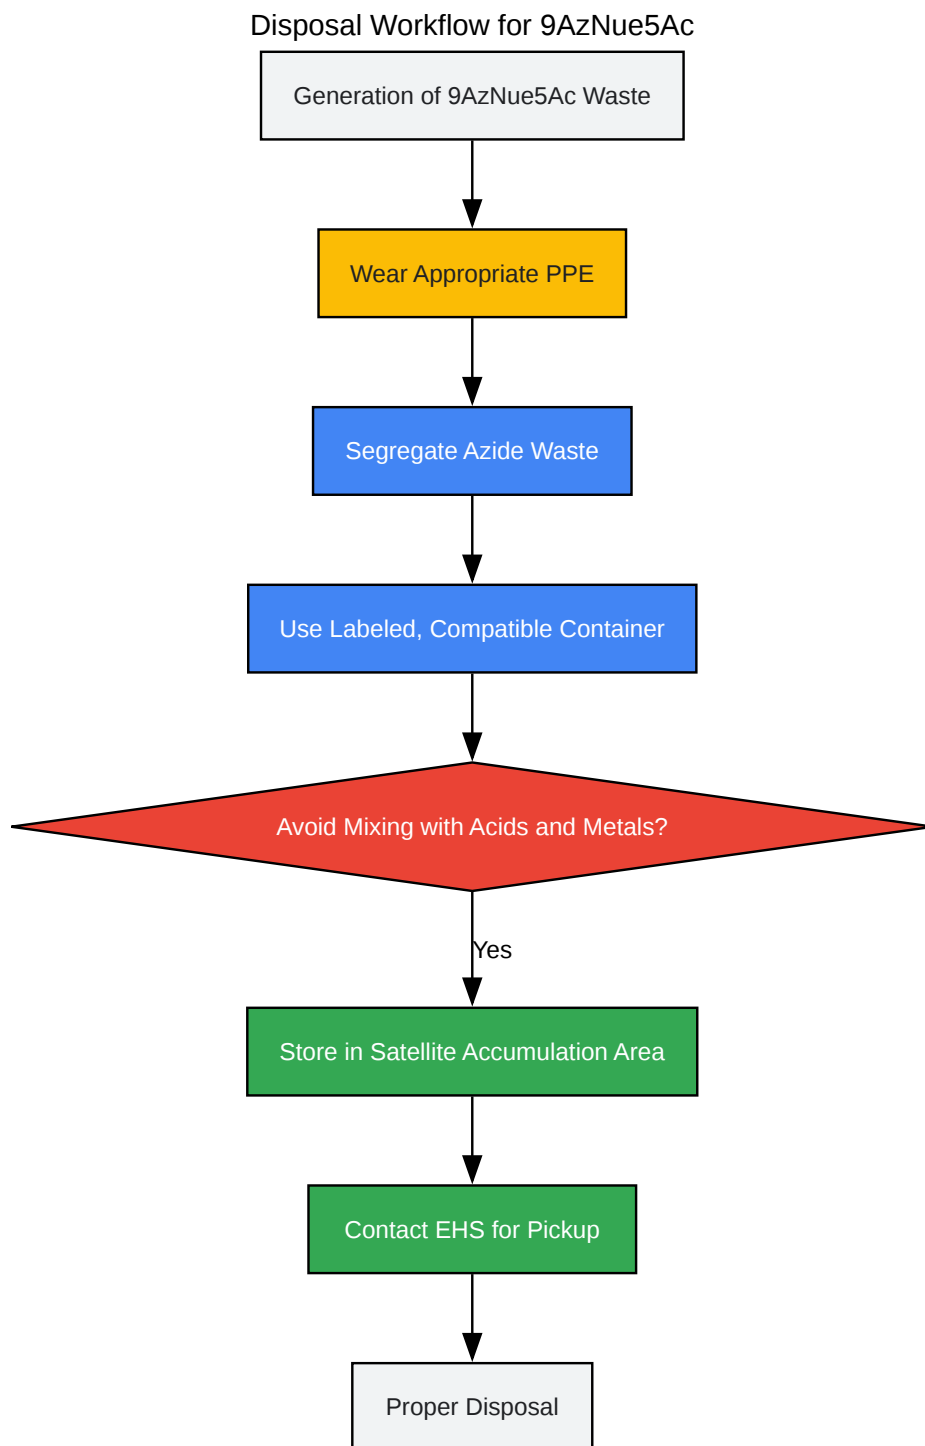 Disposal Workflow for 9AzNue5Ac
Generation of 9AzNue5Ac Waste
Wear Appropriate PPE
Segregate Azide Waste
Use Labeled, Compatible Container
Avoid Mixing with Acids and Metals?
Yes
Store in Satellite Accumulation Area
Contact EHS for Pickup
Proper Disposal